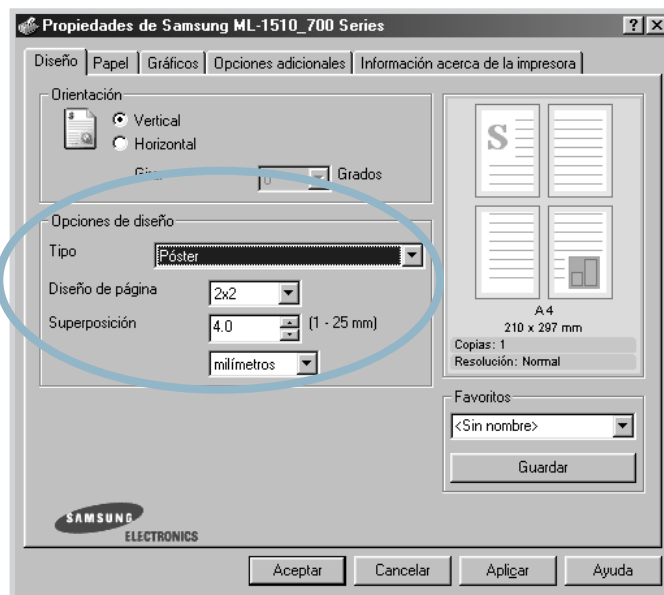 Propiedades de Samsung ML-1510_700 Series
Diseño Papel Gráficos Opciones adicionales Información acerca de la impresora
Orientación
Vertical
Horizontal
Grados
Opciones de diseño
Tipo Póster
Diseño de página 2x2
Superposición 4.0 (1 - 25 mm)
milímetros
S
A4
210 x 297 mm
Copias: 1
Resolución: Normal
Favoritos
<Sin nombre>
Guardar
SAMSUNG
ELECTRONICS
Aceptar Cancelar Aplicar Ayuda